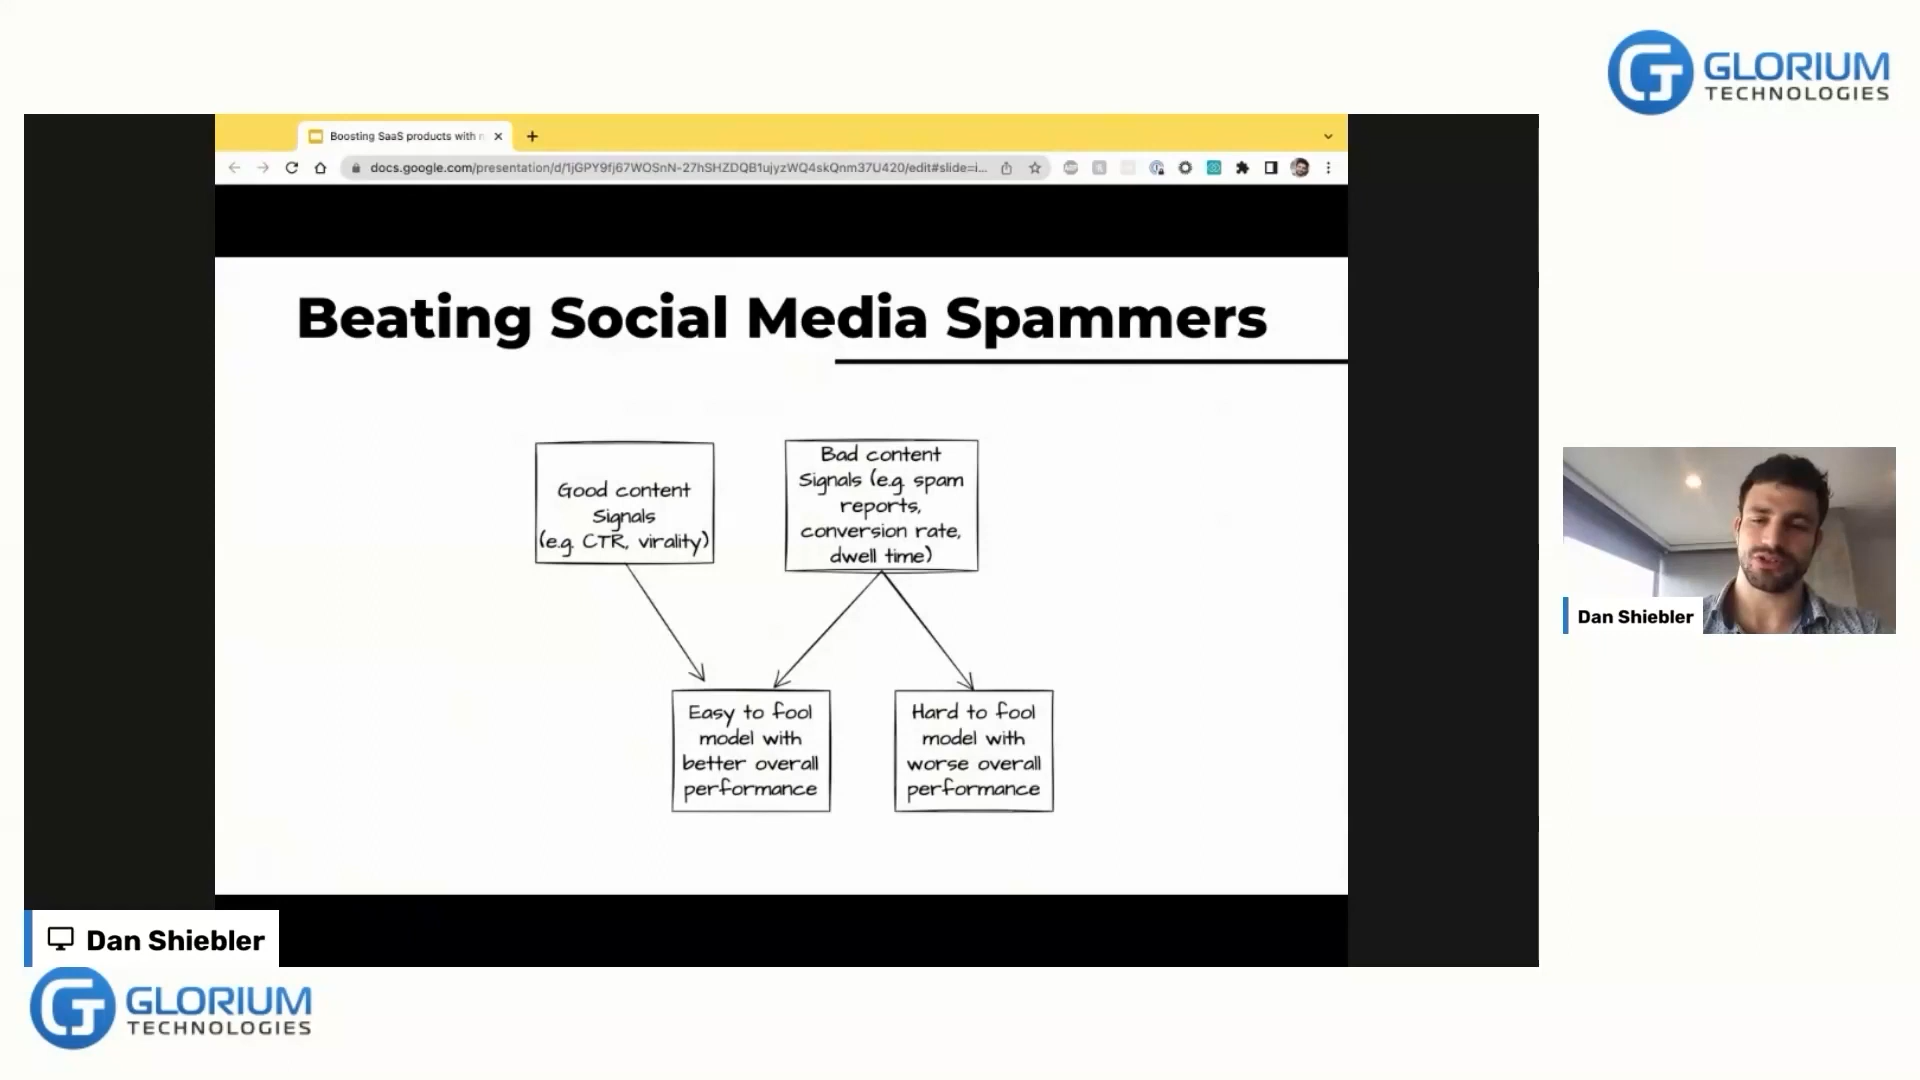 GLORIUM
TECHNOLOGIES
Boosting SaaS products with
docs.google.com/presentation/d/1jGPY9fj67WOSnN-27hSHZDQB1ujyzWQ4skQnm37U420/edit#slide=i...
Beating Social Media Spammers
Good content
Signals
(e.g. CTR, virality)
Bad content
Signals (e.g. spam
reports,
conversion rate,
dwell time)
Easy to fool
model with
better overall
performance
Hard to fool
model with
worse overall
performance
Dan Shiebler
Dan Shiebler
GLORIUM
TECHNOLOGIES